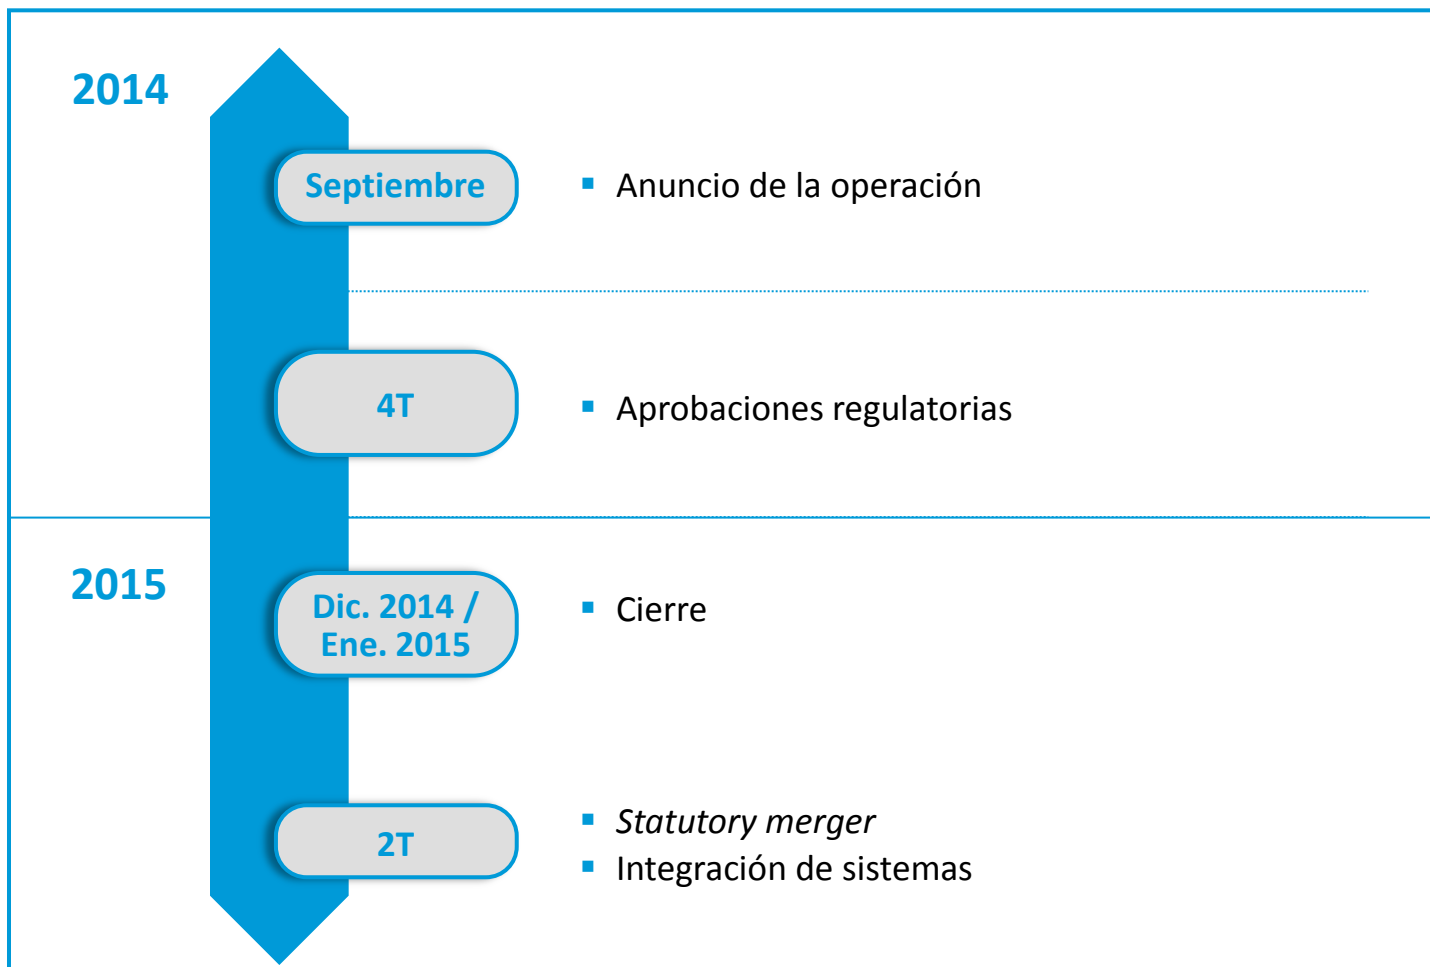 2014
Septiembre
▪ Anuncio de la operación
4T
▪ Aprobaciones regulatorias
2015
Dic. 2014 /
Ene. 2015
▪ Cierre
2T
▪ Statutory merger
▪ Integración de sistemas